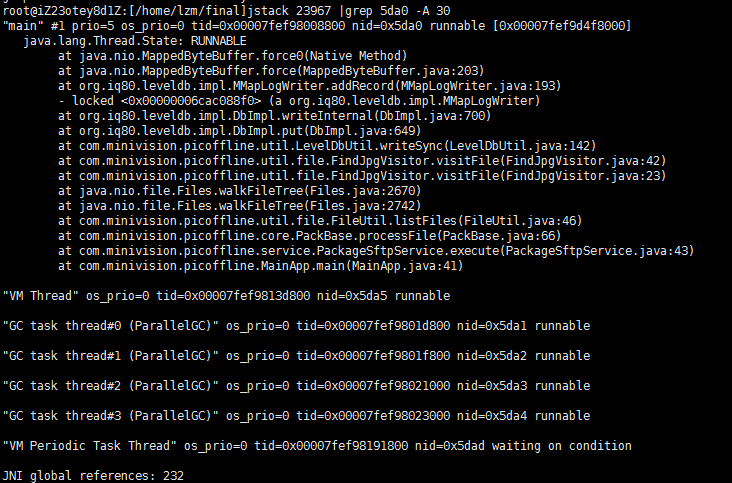 root@iZ23otey8d1Z:[/home/lzm/final]jstack 23967 |grep 5da0 -A 30
"main" #1 prio=5 os_prio=0 tid=0x00007fef98008800 nid=0x5da0 runnable [0x00007fef9d4f8000]
java.lang.Thread.State: RUNNABLE
at java.nio.MappedByteBuffer.force0(Native Method)
at java.nio.MappedByteBuffer.force(MappedByteBuffer.java:203)
at org.iq80.leveldb.impl.MMapLogWriter.addRecord(MMapLogWriter.java:193)
- locked <0x00000006cac088f0> (a org.iq80.leveldb.impl.MMapLogWriter)
at org.iq80.leveldb.impl.DbImpl.writeInternal(DbImpl.java:700)
at org.iq80.leveldb.impl.DbImpl.put(DbImpl.java:649)
at com.minivision.picoffline.util.LevelDbUtil.writeSync(LevelDbUtil.java:142)
at com.minivision.picoffline.util.file.FindJpgVisitor.visitFile(FindJpgVisitor.java:42)
at com.minivision.picoffline.util.file.FindJpgVisitor.visitFile(FindJpgVisitor.java:23)
at java.nio.file.Files.walkFileTree(Files.java:2670)
at java.nio.file.Files.walkFileTree(Files.java:2742)
at com.minivision.picoffline.util.file.FileUtil.listFiles(FileUtil.java:46)
at com.minivision.picoffline.core.PackBase.processFile(PackBase.java:66)
at com.minivision.picoffline.service.PackageSftpService.execute(PackageSftpService.java:43)
at com.minivision.picoffline.MainApp.main(MainApp.java:41)
"VM Thread" os_prio=0 tid=0x00007fef9813d800 nid=0x5da5 runnable
"GC task thread#0 (ParallelGC)" os_prio=0 tid=0x00007fef9801d800 nid=0x5da1 runnable
"GC task thread#1 (ParallelGC)" os_prio=0 tid=0x00007fef9801f800 nid=0x5da2 runnable
"GC task thread#2 (ParallelGC)" os_prio=0 tid=0x00007fef98021000 nid=0x5da3 runnable
"GC task thread#3 (ParallelGC)" os_prio=0 tid=0x00007fef98023000 nid=0x5da4 runnable
"VM Periodic Task Thread" os_prio=0 tid=0x00007fef98191800 nid=0x5dad waiting on condition
JNI global references: 232